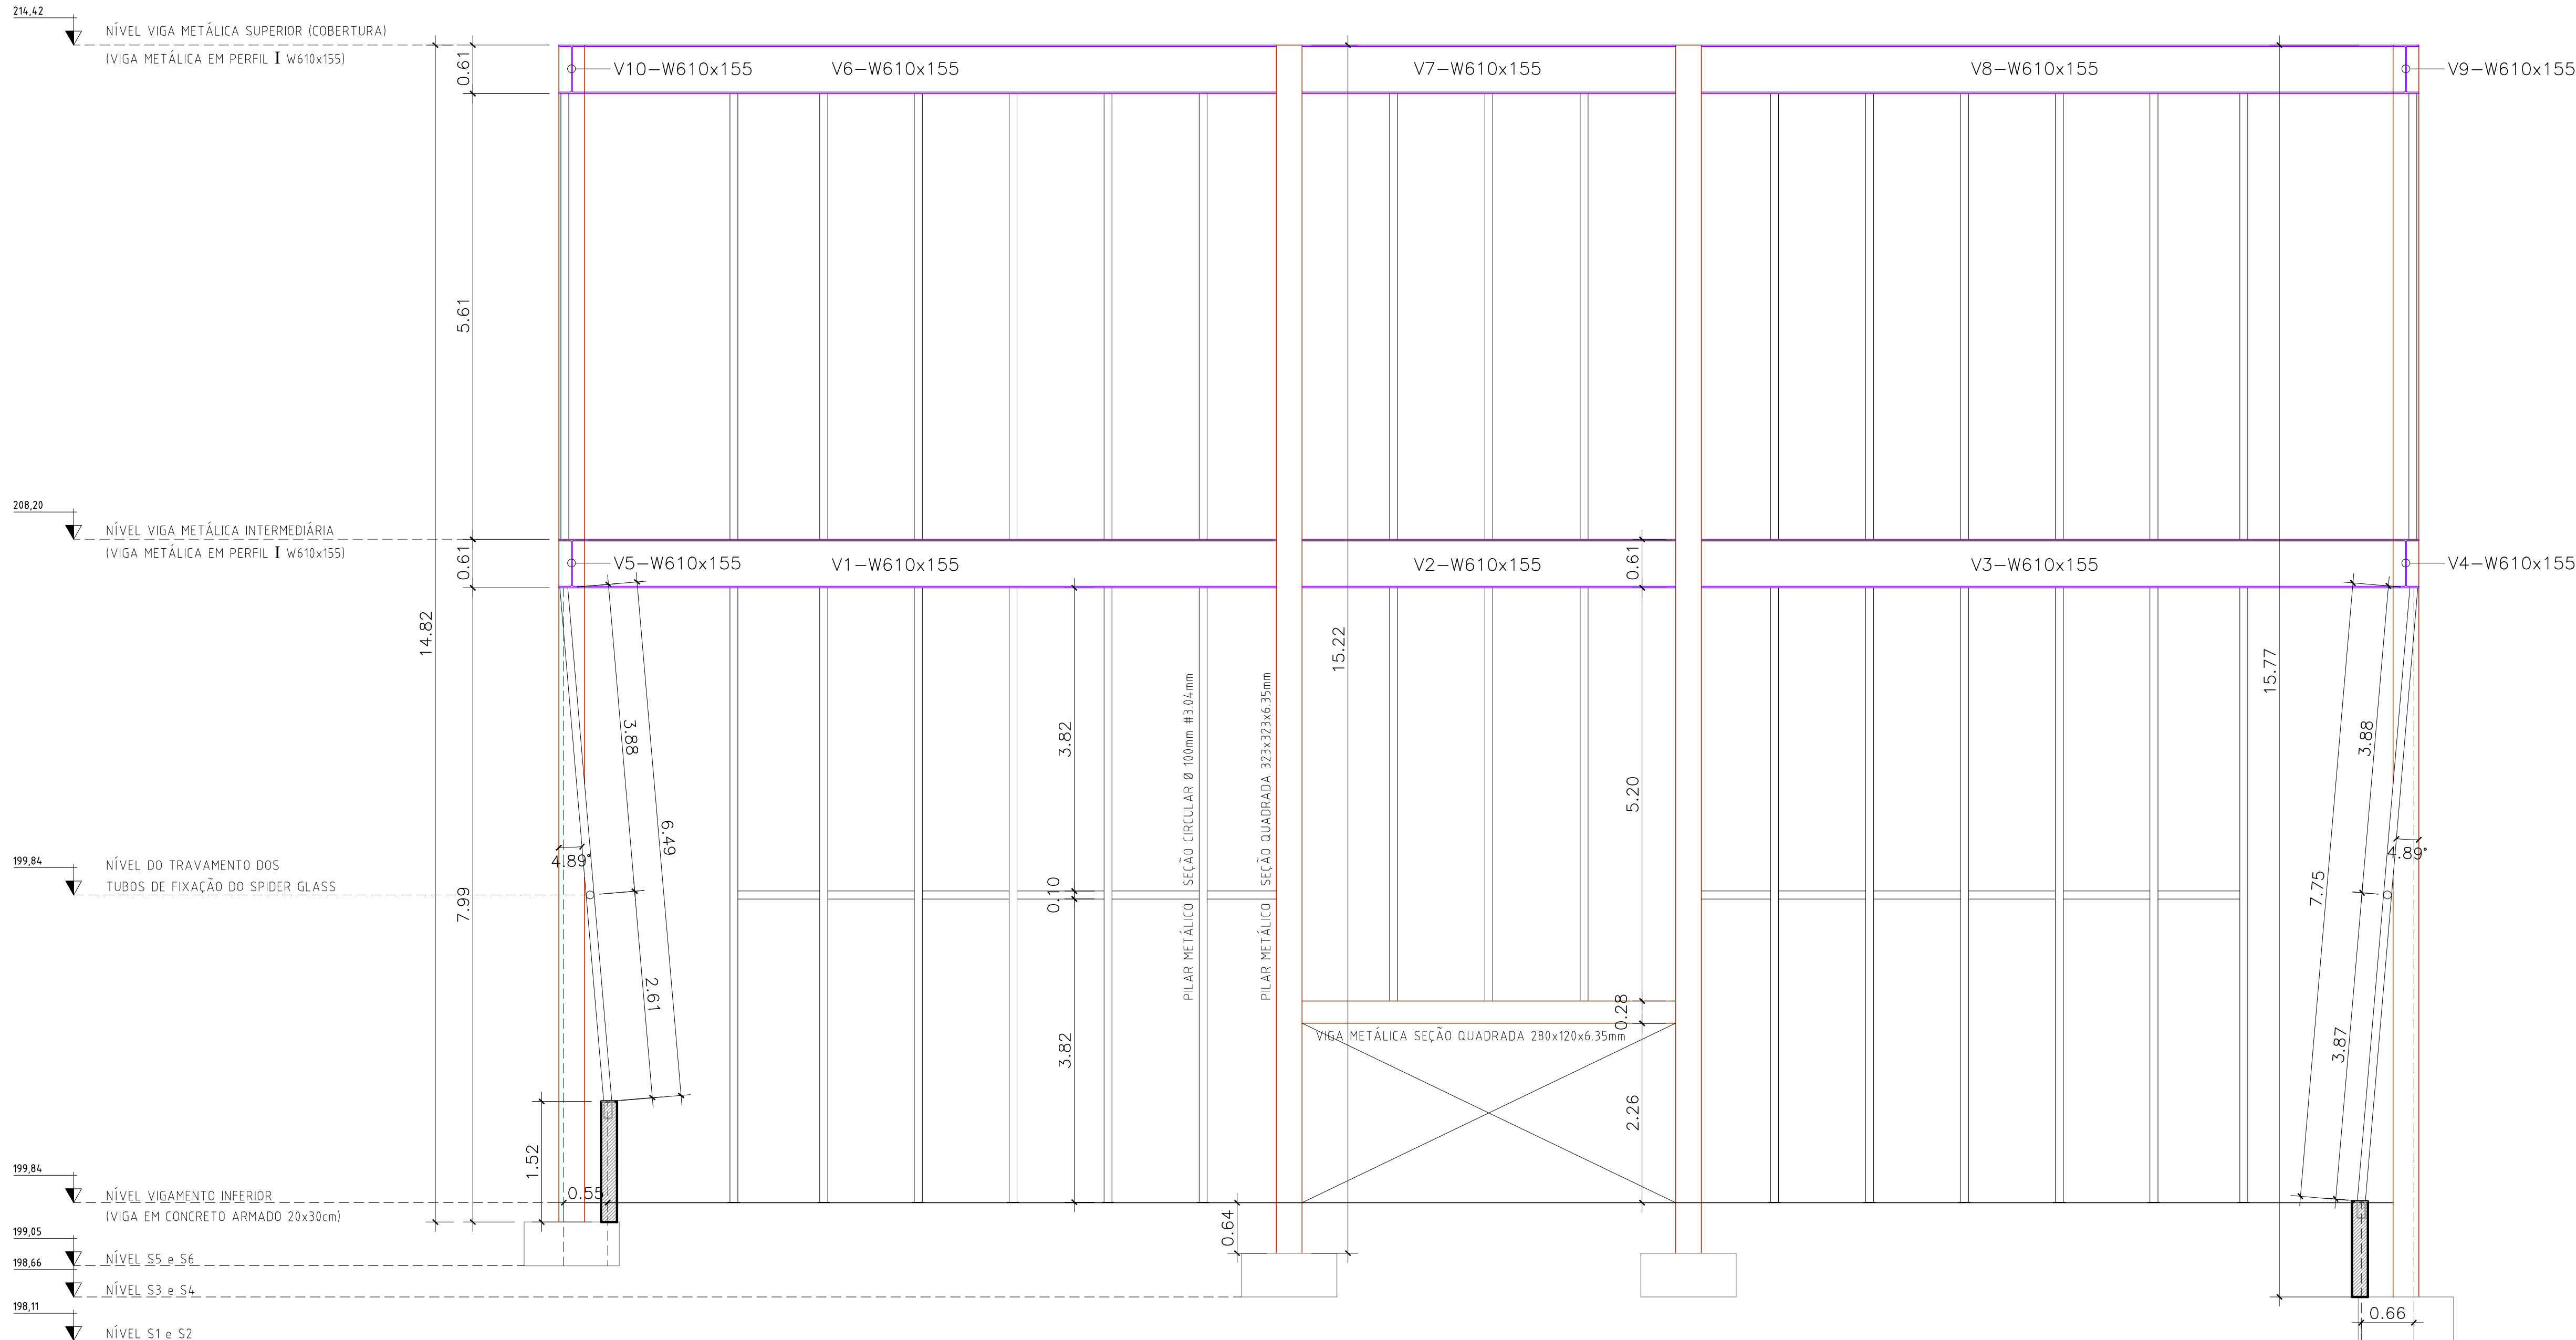 214,42
NÍVEL VIGA METÁLICA SUPERIOR (COBERTURA)
(VIGA METÁLICA EM PERFIL I W610x155)
0.61
V10-W610x155
V6-W610x155
V7-W610x155
V8-W610x155
V9-W610x155
5.61
208,20
NÍVEL VIGA METÁLICA INTERMEDIÁRIA
(VIGA METÁLICA EM PERFIL I W610x155)
0.61
V5-W610x155
V1-W610x155
V2-W610x155
0.61
V3-W610x155
V4-W610x155
14.82
15.22
15.77
3.88
6.49
3.82
5.20
3.88
7.75
PILAR METÁLICO SEÇÃO CIRCULAR Ø 100mm #3.04mm
PILAR METÁLICO SEÇÃO QUADRADA 323x323x6.35mm
4.89°
4.89°
199,84
NÍVEL DO TRAVAMENTO DOS
TUBOS DE FIXAÇÃO DO SPIDER GLASS
7.99
0.10
2.61
0.28
VIGA METÁLICA SEÇÃO QUADRADA 280x120x6.35mm
3.82
3.87
2.26
1.52
199,84
NÍVEL VIGAMENTO INFERIOR
(VIGA EM CONCRETO ARMADO 20x30cm)
0.55
0.64
199,05
NÍVEL S5 e S6
198,66
NÍVEL S3 e S4
198,11
NÍVEL S1 e S2
0.66